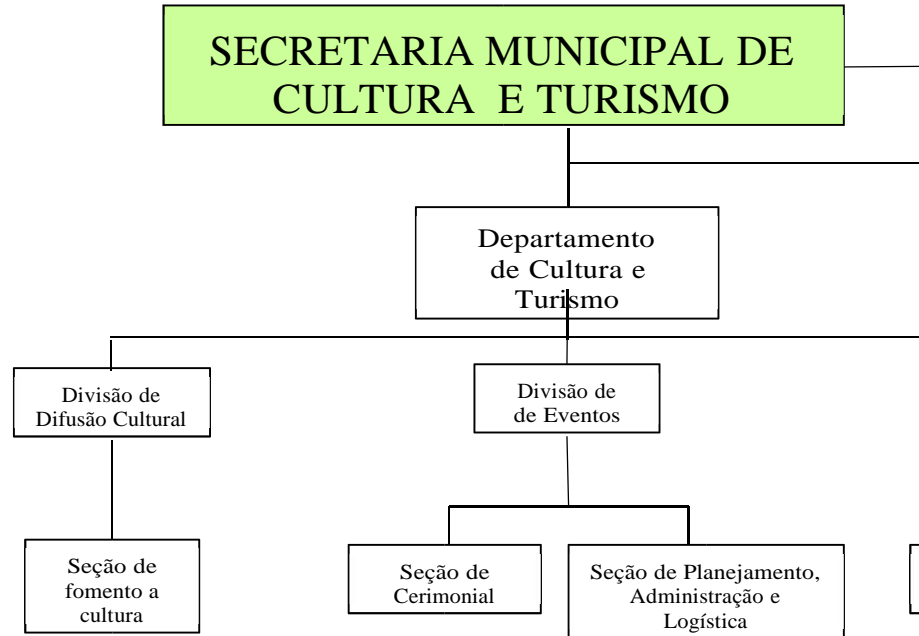 SECRETARIA MUNICIPAL DE
CULTURA E TURISMO
Departamento
de Cultura e
Turismo
Divisão de
Difusão Cultural
Divisão de
de Eventos
Seção de
fomento a
cultura
Seção de
Cerimonial
Seção de Planejamento,
Administração e
Logística